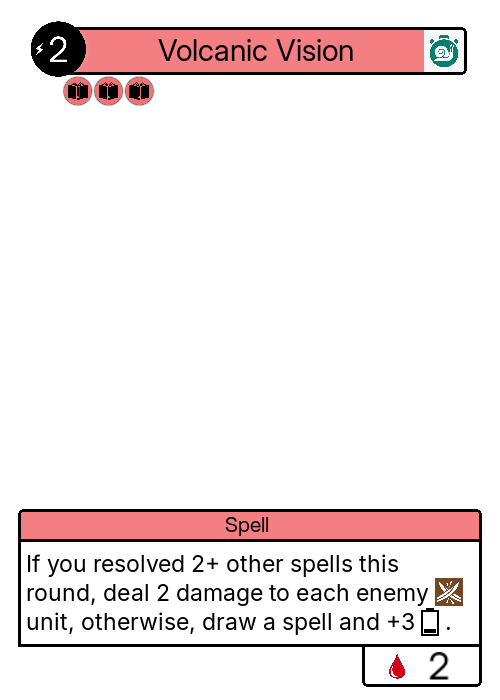 2
Volcanic Vision
Spell
If you resolved 2+ other spells this
round, deal 2 damage to each enemy
unit, otherwise, draw a spell and +3 .
2